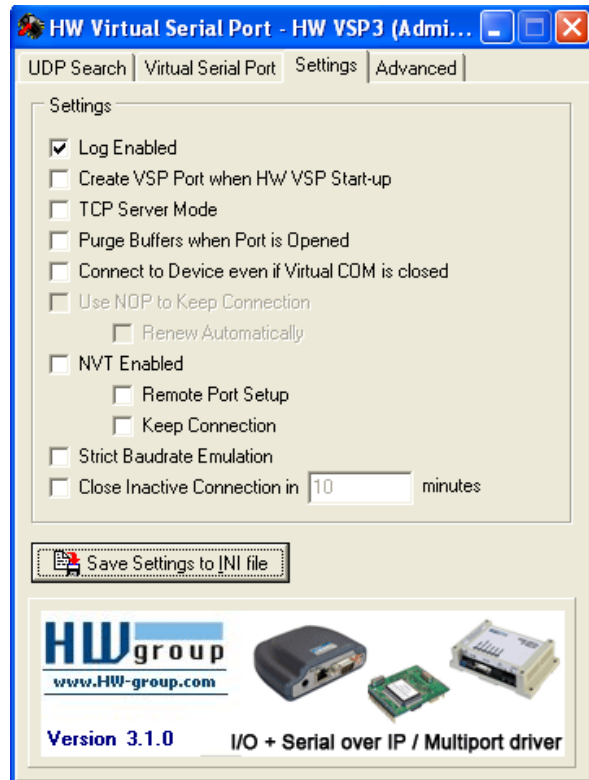 HW Virtual Serial Port - HW VSP3 (Admi...
UDP Search Virtual Serial Port Settings Advanced
Settings
Log Enabled
Create VSP Port when HW VSP Start-up
TCP Server Mode
Purge Buffers when Port is Opened
Connect to Device even if Virtual COM is closed
Use NOP to Keep Connection
Renew Automatically
NVT Enabled
Remote Port Setup
Keep Connection
Strict Baudrate Emulation
Close Inactive Connection in 10 minutes
Save Settings to INI file
HWgroup
www.HW-group.com
Version 3.1.0
I/O + Serial over IP / Multiport driver